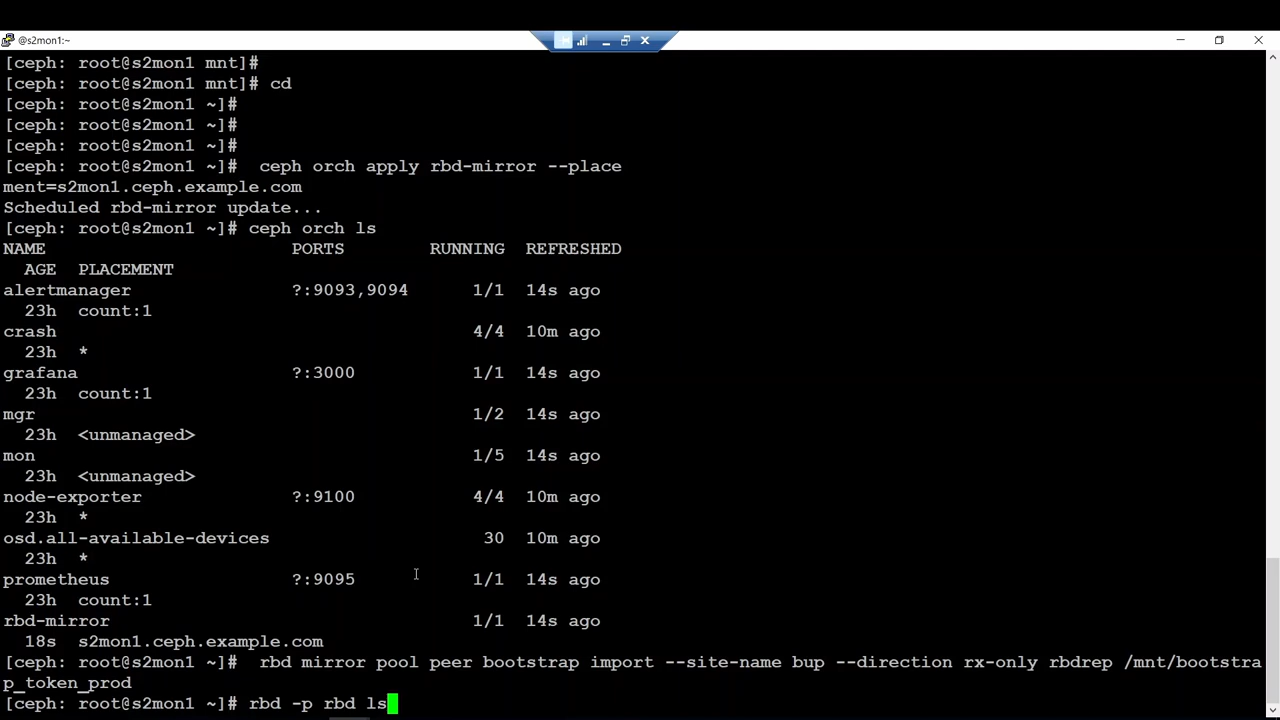 @s2mon1:~
[ceph: root@s2mon1 mnt]#
[ceph: root@s2mon1 mnt]# cd
[ceph: root@s2mon1 ~]#
[ceph: root@s2mon1 ~]#
[ceph: root@s2mon1 ~]#
[ceph: root@s2mon1 ~]#  ceph orch apply rbd-mirror --place
ment=s2mon1.ceph.example.com
Scheduled rbd-mirror update...
[ceph: root@s2mon1 ~]# ceph orch ls
NAME PORTS RUNNING REFRESHED
AGE PLACEMENT
alertmanager ?:9093,9094 1/1 14s ago
23h count:1
crash 4/4 10m ago
23h *
grafana ?:3000 1/1 14s ago
23h count:1
mgr 1/2 14s ago
23h <unmanaged>
mon 1/5 14s ago
23h <unmanaged>
node-exporter ?:9100 4/4 10m ago
23h *
osd.all-available-devices 30 10m ago
23h *
prometheus ?:9095 1/1 14s ago
23h count:1
rbd-mirror 1/1 14s ago
18s s2mon1.ceph.example.com
[ceph: root@s2mon1 ~]#  rbd mirror pool peer bootstrap import --site-name bup --direction rx-only rbdrep /mnt/bootstra
p_token_prod
[ceph: root@s2mon1 ~]# rbd -p rbd ls